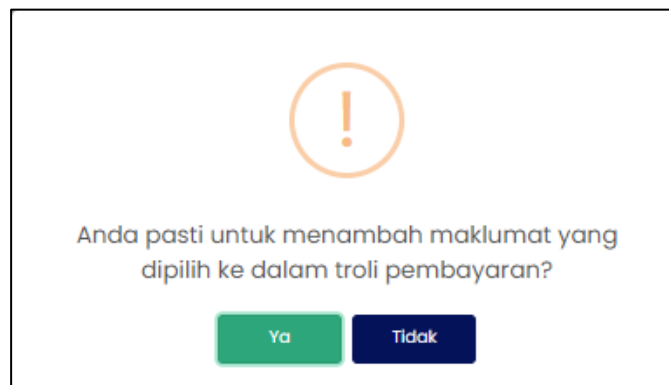 !
Anda pasti untuk menambah maklumat yang
dipilih ke dalam troli pembayaran?
Ya
Tidak